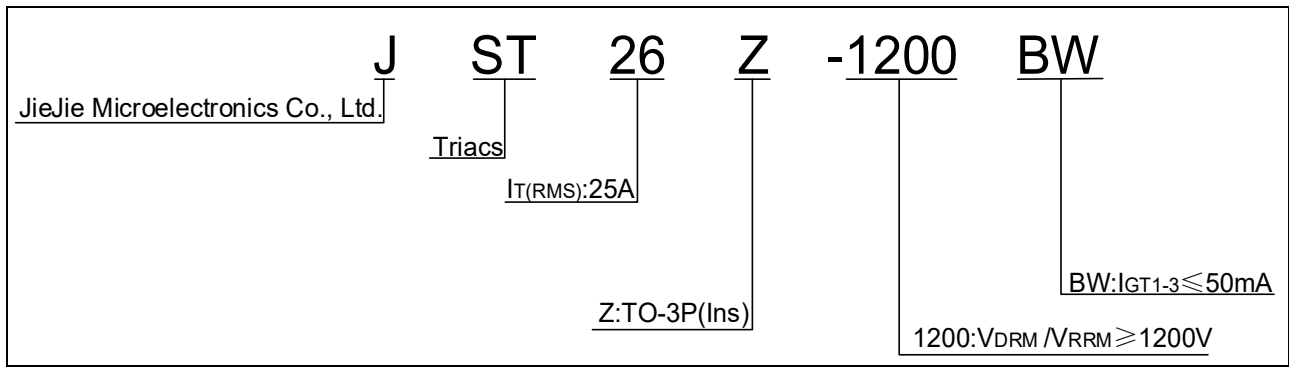 J ST 26 Z -1200 BW
JieJie Microelectronics Co., Ltd.
Triacs
IT(RMS):25A
BW:IGT1-3≤50mA
Z:TO-3P(Ins)
1200:VDRM /VRRM≥1200V